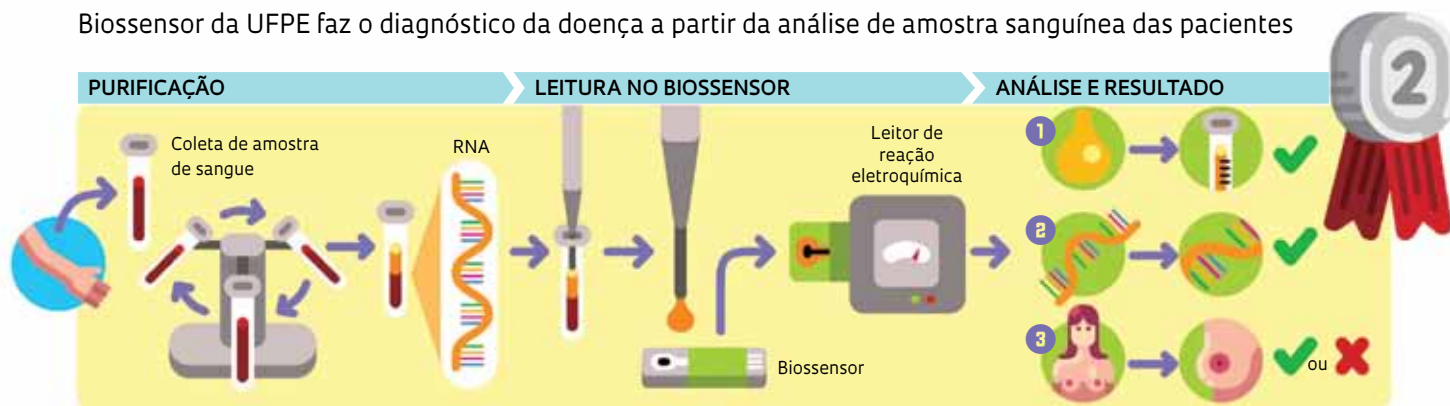 Biossensor da UFPE faz o diagnóstico da doença a partir da análise de amostra sanguínea das pacientes
PURIFICAÇÃO
LEITURA NO BIOSSENSOR
ANÁLISE E RESULTADO
2
Coleta de amostra
de sangue
RNA
Biossensor
Leitor de
reação
eletroquímica
1
2
3
ou